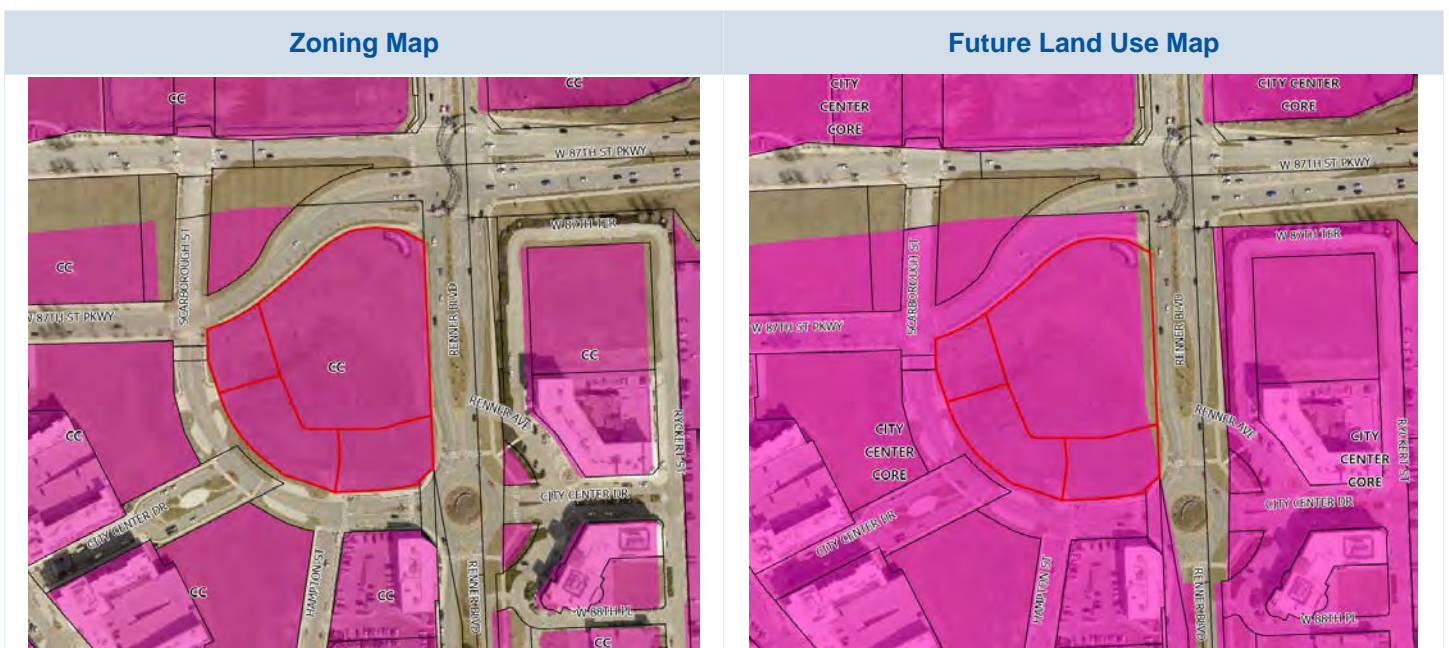 Zoning Map
CC
CC
W 87TH ST PKWY
W 87TH TER
SCARBOROUGH ST
CC
W 87TH ST PKWY
RENNER BLVD
CC
CC
RENNER AVE
RYCKERT ST
CC
CITY CENTER DR
CITY CENTER DR
HAMPTON ST
CC
CC
RENNER BLVD
W 88TH PL
CC
Future Land Use Map
CITY
CENTER
CORE
CITY CENTER
CORE
W 87TH ST PKWY
W 87TH TER
SCARBOROUGH ST
W 87TH ST PKWY
RENNER BLVD
RENNER AVE
RYCKERT ST
CITY
CENTER
CORE
CITY
CENTER
CORE
CITY CENTER DR
CITY CENTER DR
HAMPTON ST
RENNER BLVD
W 88TH PL